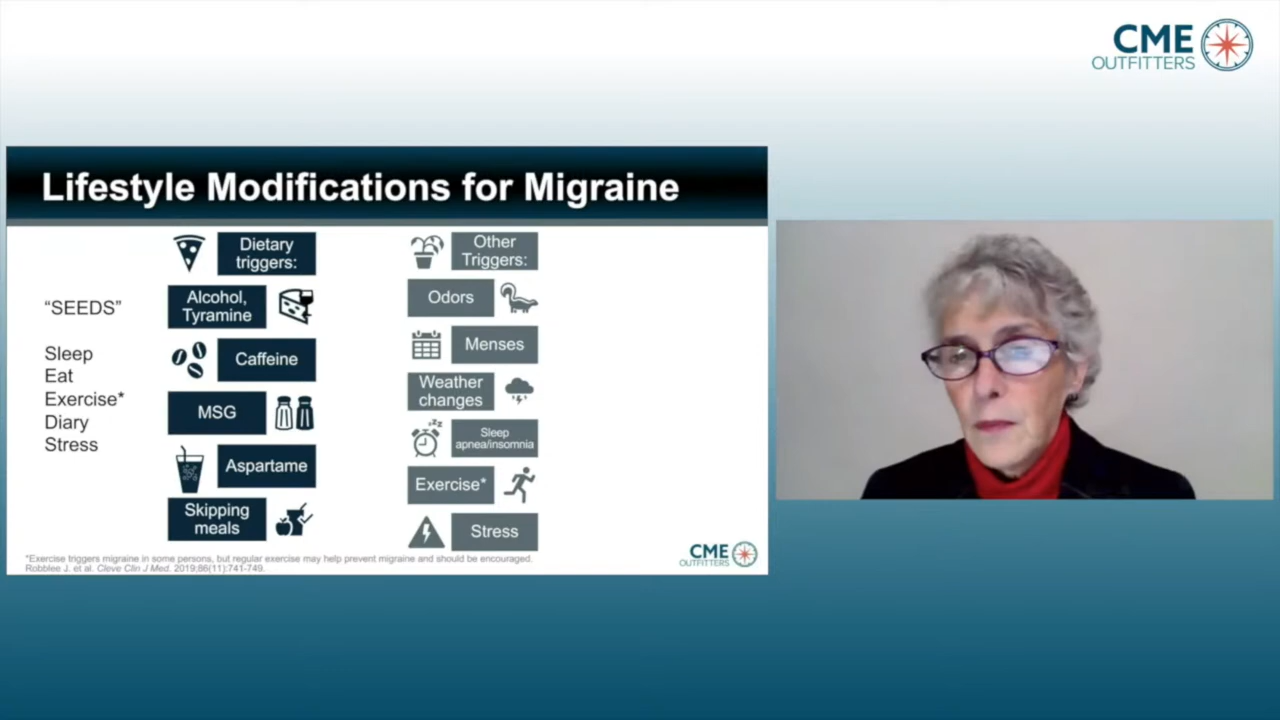 CME
OUTFITTERS
Lifestyle Modifications for Migraine
"SEEDS"
Sleep
Eat
Exercise*
Diary
Stress
Dietary
triggers:
Alcohol,
Tyramine
Caffeine
MSG
Aspartame
Skipping
meals
Other
Triggers:
Odors
Menses
Weather
changes
zzz
Sleep
apnea/insomnia
Exercise*
Stress
*Exercise triggers migraine in some persons, but regular exercise may help prevent migraine and should be encouraged.
Robblee J. et al. Cleve Clin J Med. 2019;86(11):741-749.
CME
OUTFITTERS